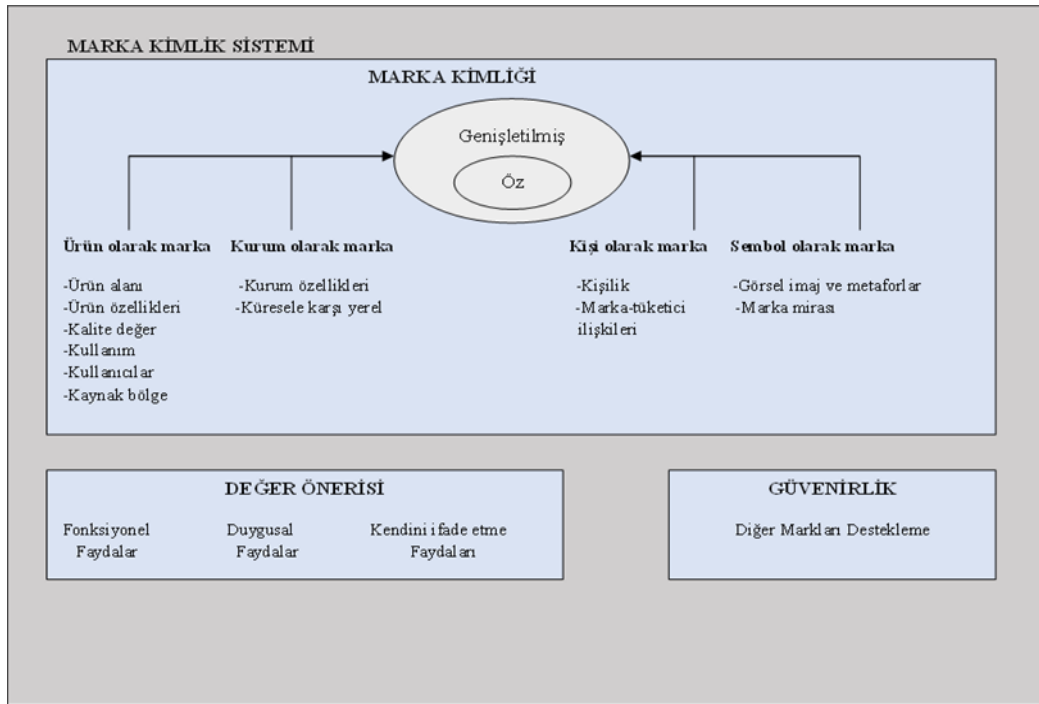 MARKA KİMLİK SİSTEMİ
MARKA KİMLİĞİ
Genişletilmiş
Öz
Ürün olarak marka
-Ürün alanı
-Ürün özellikleri
-Kalite değer
-Kullanım
-Kullanıcılar
-Kaynak bölge
Kurum olarak marka
-Kurum özellikleri
-Küresele karşı yerel
Kişi olarak marka
-Kişilik
-Marka-tüketici
ilişkileri
Sembol olarak marka
-Görsel imaj ve metaforlar
-Marka mirası
DEĞER ÖNERİSİ
Fonksiyonel
Faydalar
Duygusal
Faydalar
Kendini ifade etme
Faydaları
GÜVENİRLİK
Diğer Markları Destekleme